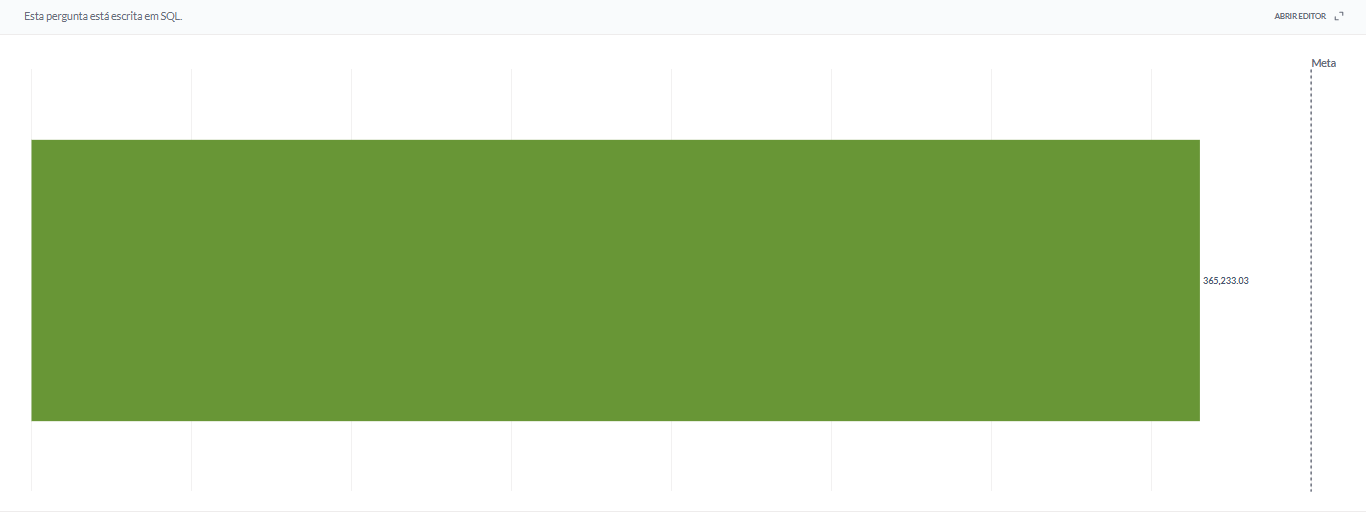 Esta pergunta está escrita em SQL.
ABRIR EDITOR
Meta
365,233.03